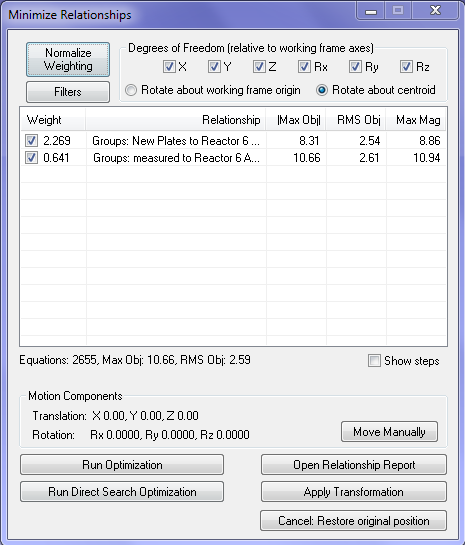 Minimize Relationships
Normalize Weighting
Filters
Degrees of Freedom (relative to working frame axes)
X Y Z Rx Ry Rz
Rotate about working frame origin Rotate about centroid
Weight Relationship |Max Obj| RMS Obj Max Mag
2.269 Groups: New Plates to Reactor 6 ... 8.31 2.54 8.86
0.641 Groups: measured to Reactor 6 A... 10.66 2.61 10.94
Equations: 2655, Max Obj: 10.66, RMS Obj: 2.59
Show steps
Motion Components
Translation: X 0.00, Y 0.00, Z 0.00
Rotation: Rx 0.0000, Ry 0.0000, Rz 0.0000
Move Manually
Run Optimization
Open Relationship Report
Run Direct Search Optimization
Apply Transformation
Cancel: Restore original position